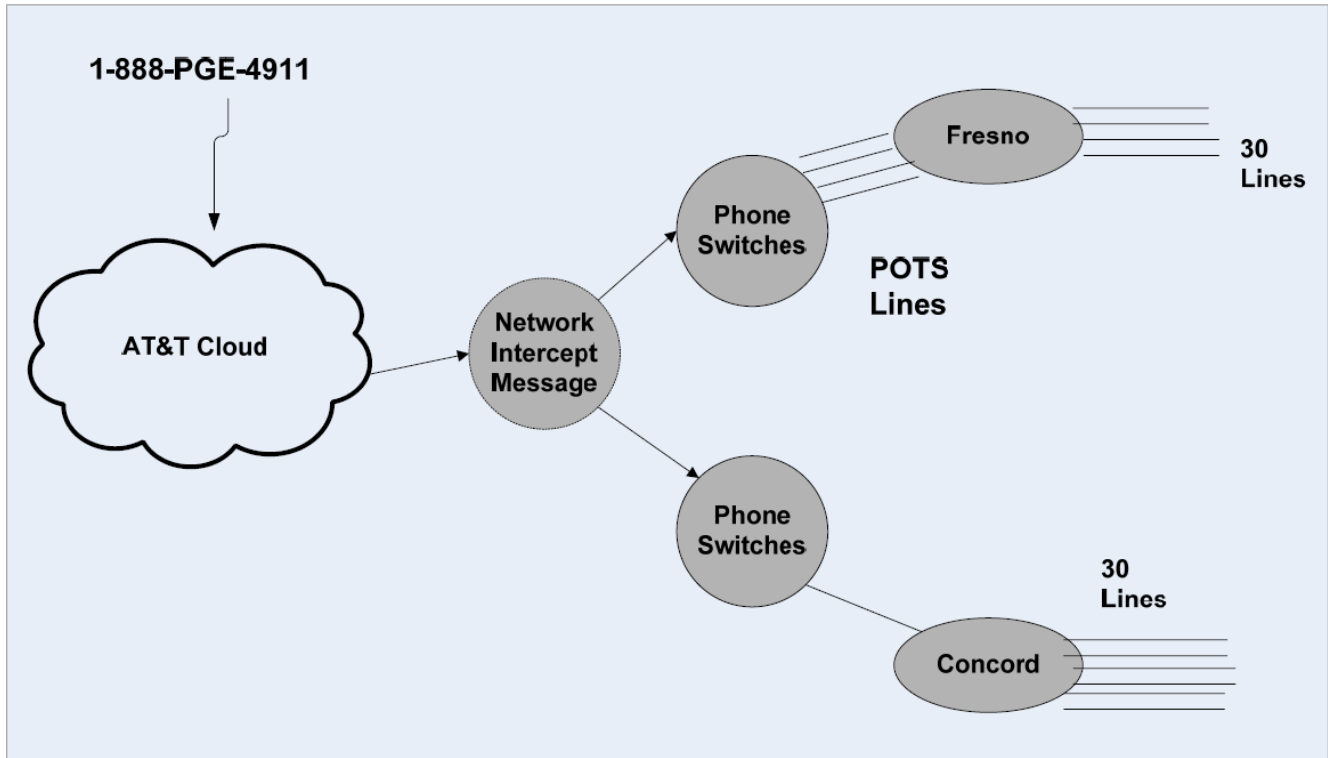 1-888-PGE-4911
AT&T Cloud
Network
Intercept
Message
Phone
Switches
POTS
Lines
Fresno
30
Lines
Phone
Switches
30
Lines
Concord